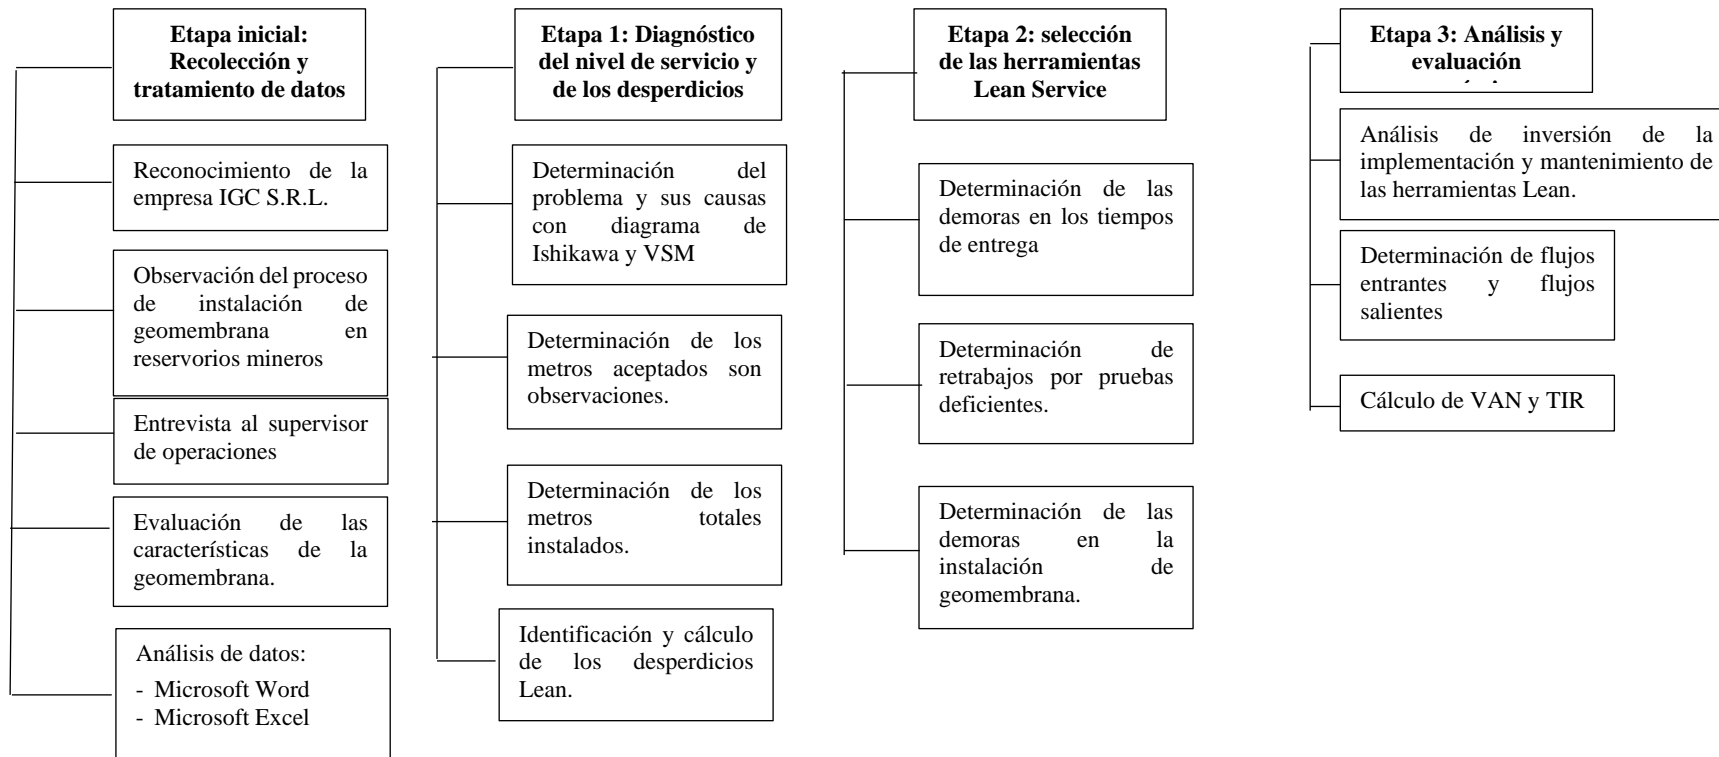 Etapa inicial:
Recolección y
tratamiento de datos
Reconocimiento de la
empresa IGC S.R.L.
Observación del proceso
de instalación de
geomembrana en
reservorios mineros
Entrevista al supervisor
de operaciones
Evaluación de las
características de la
geomembrana.
Análisis de datos:
- Microsoft Word
- Microsoft Excel
Etapa 1: Diagnóstico
del nivel de servicio y
de los desperdicios
Determinación del
problema y sus causas
con diagrama de
Ishikawa y VSM
Determinación de los
metros aceptados son
observaciones.
Determinación de los
metros totales
instalados.
Identificación y cálculo
de los desperdicios
Lean.
Etapa 2: selección
de las herramientas
Lean Service
Determinación de las
demoras en los tiempos
de entrega
Determinación de
retrabajos por pruebas
deficientes.
Determinación de las
demoras en la
instalación de
geomembrana.
Etapa 3: Análisis y
evaluación
Análisis de inversión de la
implementación y mantenimiento de
las herramientas Lean.
Determinación de flujos
entrantes y flujos
salientes
Cálculo de VAN y TIR